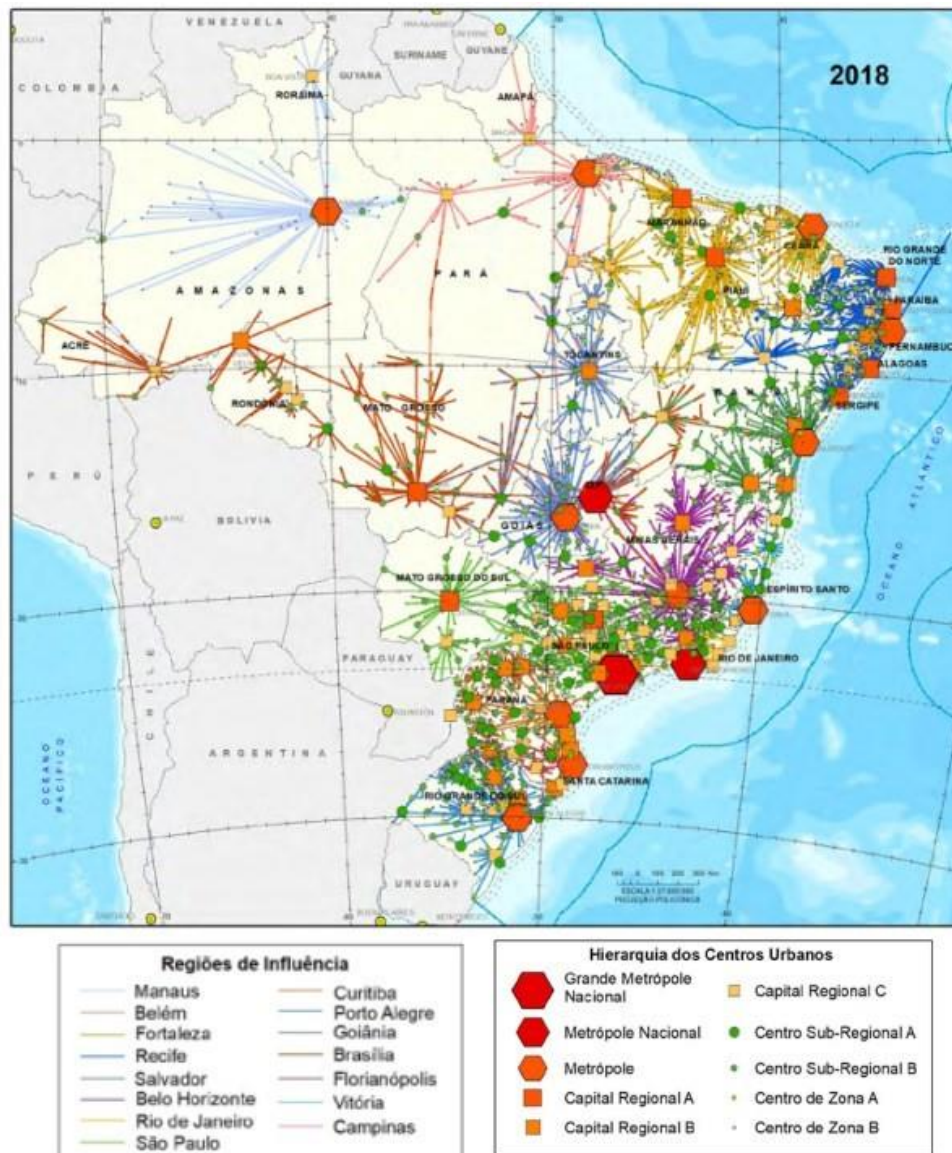 VENEZUELA
2018
SURINAME
GUYANE
COLOMBIA
GUYANA
RORAIMA
AMAPÁ
MARANHÃO
CEARÁ
RIO GRANDE
DO NORTE
PARÁ
AMAZONAS
PIAUÍ
PARAÍBA
ACRE
PERNAMBUCO
TOCANTINS
ALAGOAS
RONDÔNIA
MATO GROSSO
SERGIPE
PERÚ
BOLIVIA
GOIÁS
MINAS GERAIS
OCEANO
ATLÂNTICO
MATO GROSSO DO SUL
ESPÍRITO SANTO
SÃO PAULO
RIO DE JANEIRO
PARAGUAY
CHILE
PARANÁ
ARGENTINA
OCEANO
PACÍFICO
SANTA CATARINA
RIO GRANDE DO SUL
URUGUAY
PROJEÇÃO POLICÔNICA
Regiões de Influência
Manaus
Belém
Fortaleza
Recife
Salvador
Belo Horizonte
Rio de Janeiro
São Paulo
Curitiba
Porto Alegre
Goiânia
Brasília
Florianópolis
Vitória
Campinas
Hierarquia dos Centros Urbanos
Grande Metrópole
Nacional
Metrópole Nacional
Metrópole
Capital Regional A
Capital Regional B
Capital Regional C
Centro Sub-Regional A
Centro Sub-Regional B
Centro de Zona A
Centro de Zona B